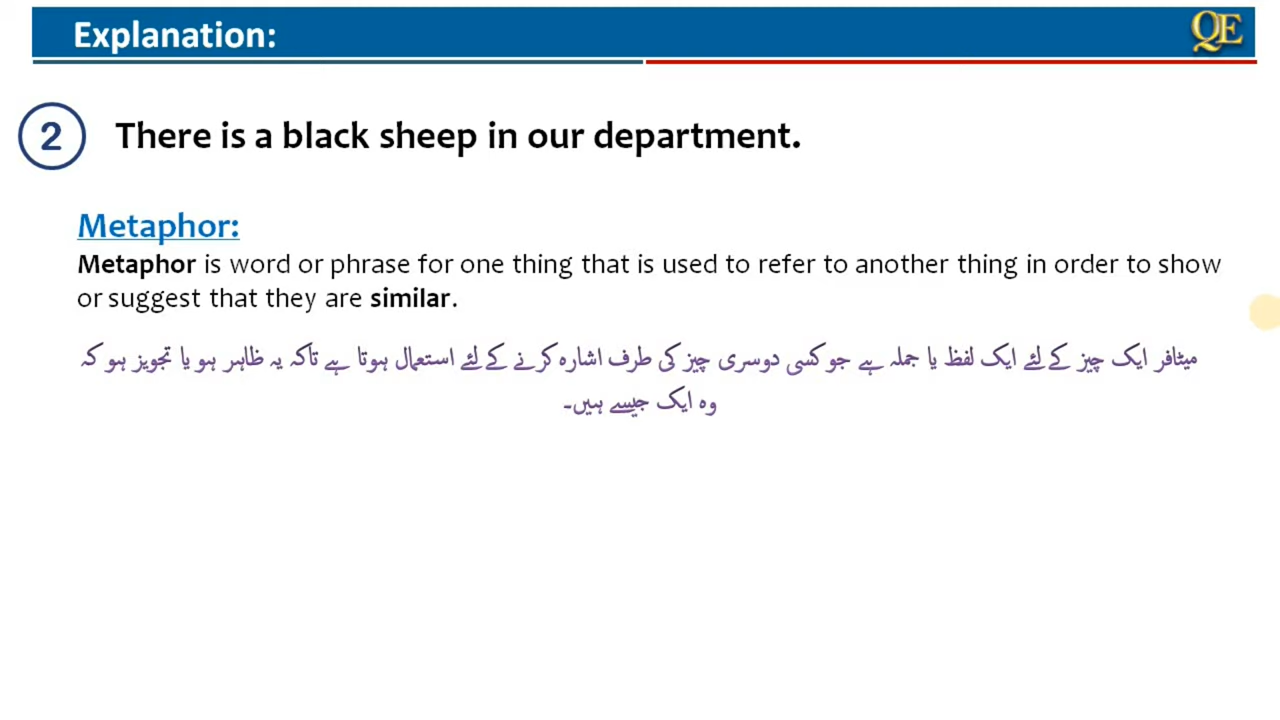 Explanation:
QE
2 There is a black sheep in our department.
Metaphor:
Metaphor is word or phrase for one thing that is used to refer to another thing in order to show
or suggest that they are similar.
میٹافر ایک چیز کے لئے ایک لفظ یا جملہ ہے جو کسی دوسری چیز کی طرف اشارہ کرنے کے لئے استعمال ہوتا ہے تاکہ یہ ظاہر ہو یا تجویز ہو کہ
وہ ایک جیسے ہیں۔